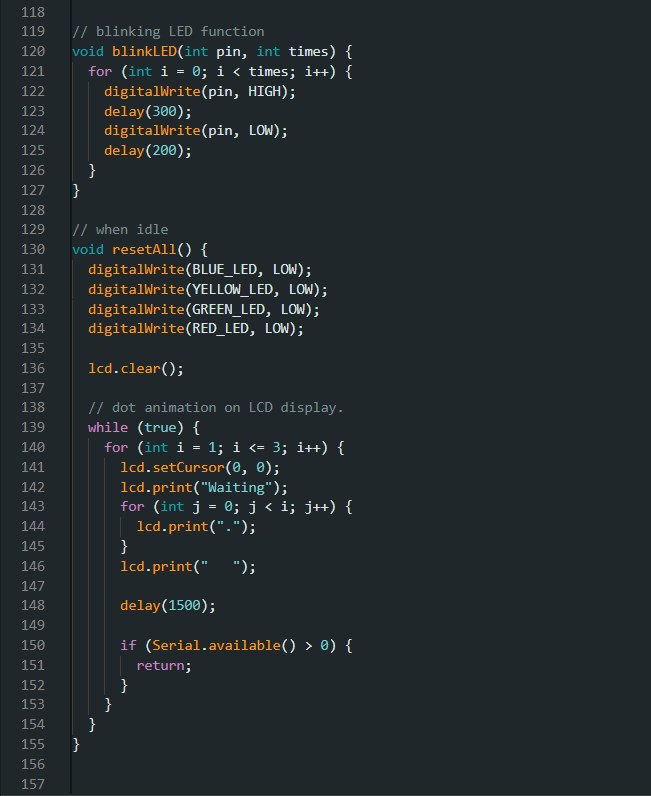 118
119 // blinking LED function
120 void blinkLED(int pin, int times) {
121   for (int i = 0; i < times; i++) {
122     digitalWrite(pin, HIGH);
123     delay(300);
124     digitalWrite(pin, LOW);
125     delay(200);
126   }
127 }
128
129 // when idle
130 void resetAll() {
131   digitalWrite(BLUE_LED, LOW);
132   digitalWrite(YELLOW_LED, LOW);
133   digitalWrite(GREEN_LED, LOW);
134   digitalWrite(RED_LED, LOW);
135
136   lcd.clear();
137
138   // dot animation on LCD display.
139   while (true) {
140     for (int i = 1; i <= 3; i++) {
141       lcd.setCursor(0, 0);
142       lcd.print("Waiting");
143       for (int j = 0; j < i; j++) {
144         lcd.print(".");
145       }
146       lcd.print("   ");
147
148       delay(1500);
149
150       if (Serial.available() > 0) {
151         return;
152       }
153     }
154   }
155 }
156
157